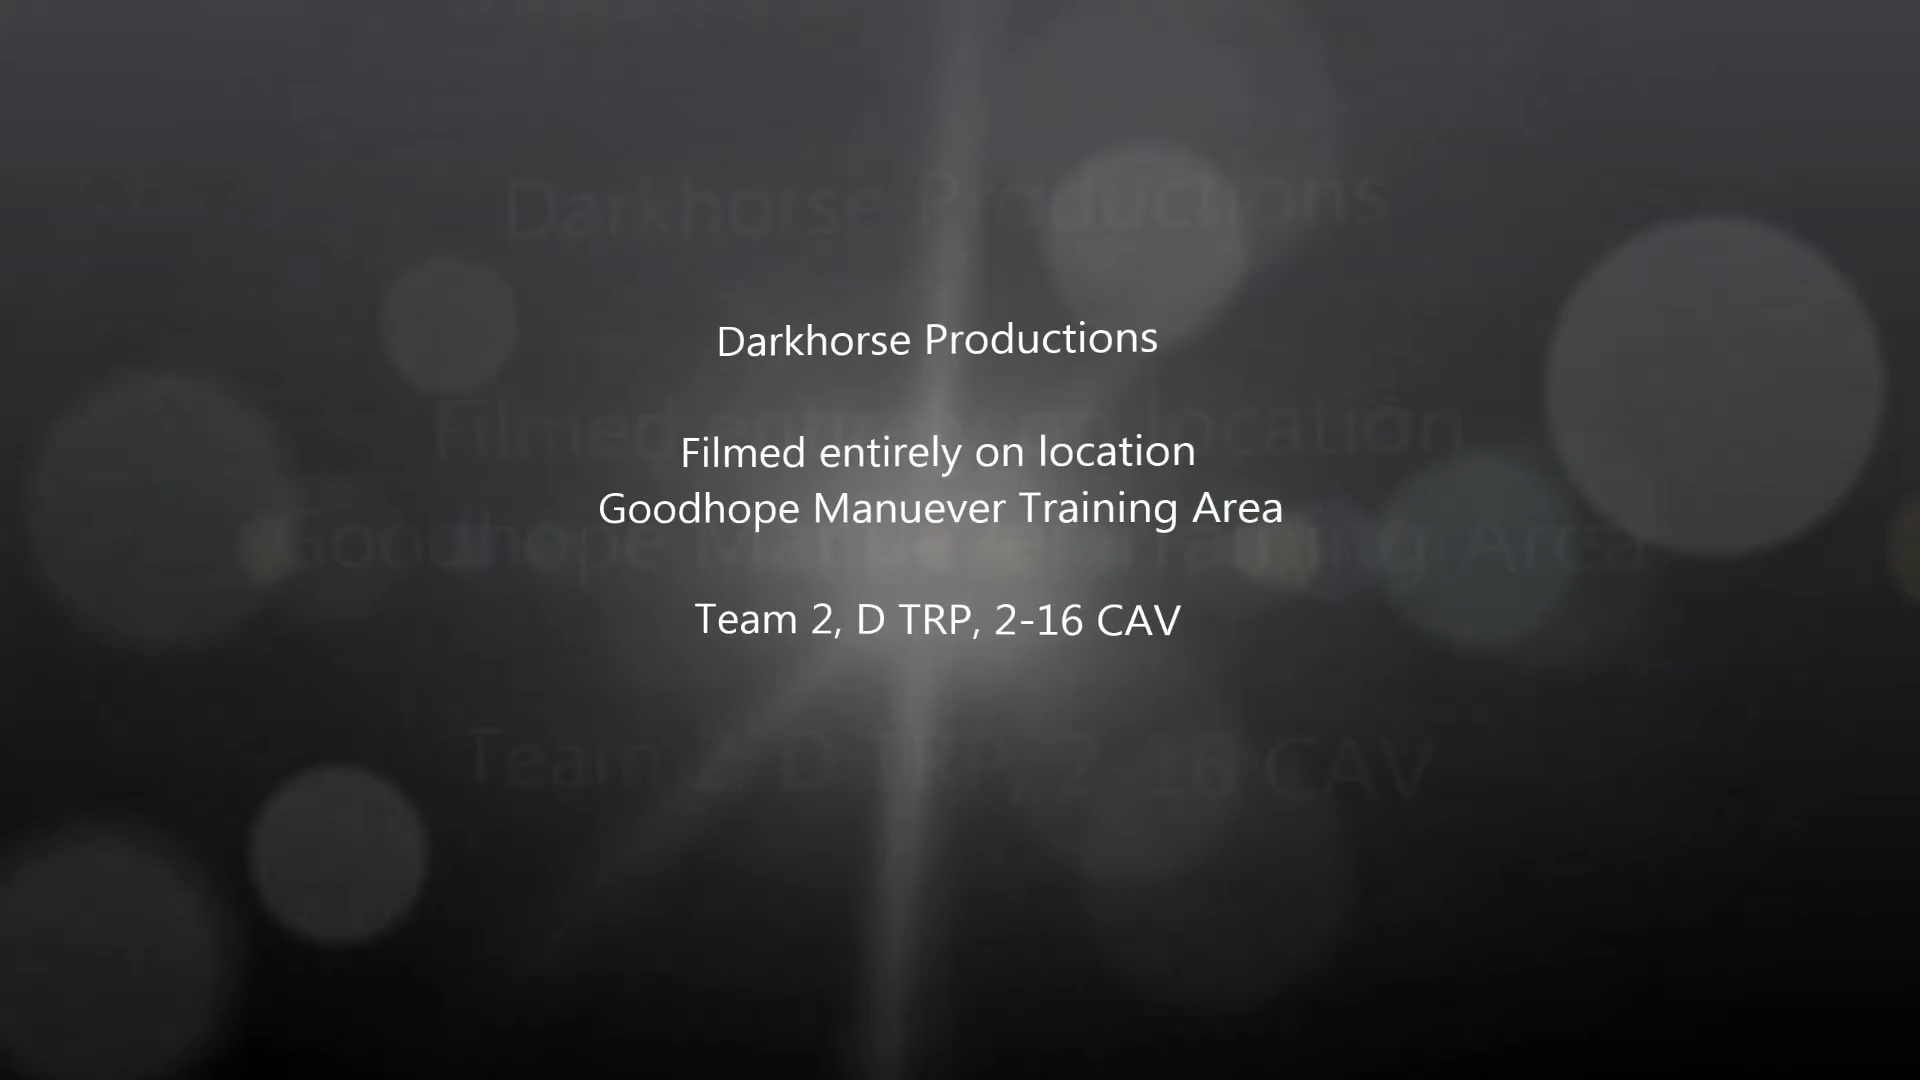 Darkhorse Productions
Filmed entirely on location
Goodhope Manuever Training Area
Team 2, D TRP, 2-16 CAV